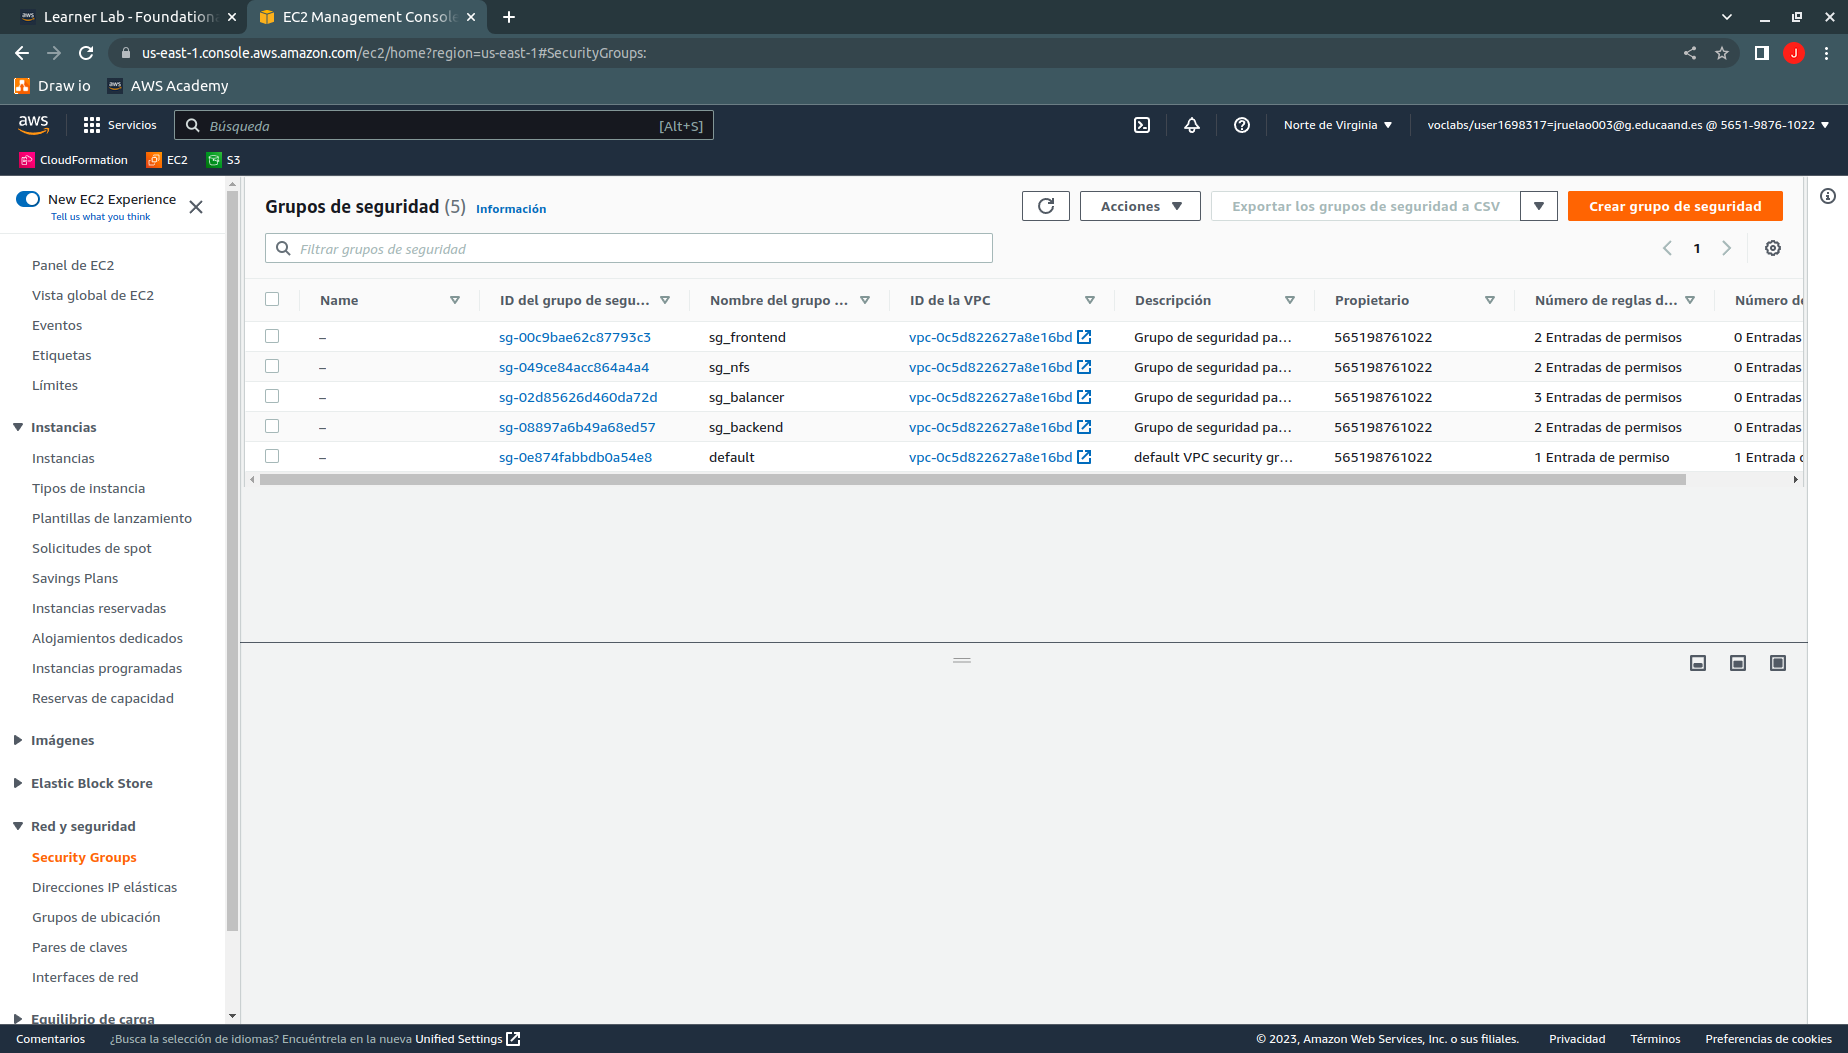 Learner Lab - Foundation
EC2 Management Console
us-east-1.console.aws.amazon.com/ec2/home?region=us-east-1#SecurityGroups:
J
Draw io
aws AWS Academy
aws
Servicios
Búsqueda [Alt+S]
Norte de Virginia
voclabs/user1698317=jruelao003@g.educaand.es @ 5651-9876-1022
CloudFormation EC2 S3
New EC2 Experience
Tell us what you think
Panel de EC2
Vista global de EC2
Eventos
Etiquetas
Límites
Instancias
Instancias
Tipos de instancia
Plantillas de lanzamiento
Solicitudes de spot
Savings Plans
Instancias reservadas
Alojamientos dedicados
Instancias programadas
Reservas de capacidad
Imágenes
Elastic Block Store
Red y seguridad
Security Groups
Direcciones IP elásticas
Grupos de ubicación
Pares de claves
Interfaces de red
Equilibrio de carga
Grupos de seguridad (5) Información
Acciones
Exportar los grupos de seguridad a CSV
Crear grupo de seguridad
Filtrar grupos de seguridad
1
Name ID del grupo de segu... Nombre del grupo ... ID de la VPC Descripción Propietario Número de reglas d... Número de
– sg-00c9bae62c87793c3 sg_frontend vpc-0c5d822627a8e16bd Grupo de seguridad pa... 565198761022 2 Entradas de permisos 0 Entradas
– sg-049ce84acc864a4a4 sg_nfs vpc-0c5d822627a8e16bd Grupo de seguridad pa... 565198761022 2 Entradas de permisos 0 Entradas
– sg-02d85626d460da72d sg_balancer vpc-0c5d822627a8e16bd Grupo de seguridad pa... 565198761022 3 Entradas de permisos 0 Entradas
– sg-08897a6b49a68ed57 sg_backend vpc-0c5d822627a8e16bd Grupo de seguridad pa... 565198761022 2 Entradas de permisos 0 Entradas
– sg-0e874fabbdb0a54e8 default vpc-0c5d822627a8e16bd default VPC security gr... 565198761022 1 Entrada de permiso 1 Entrada
Comentarios ¿Busca la selección de idiomas? Encuéntrela en la nueva Unified Settings
© 2023, Amazon Web Services, Inc. o sus filiales. Privacidad Términos Preferencias de cookies